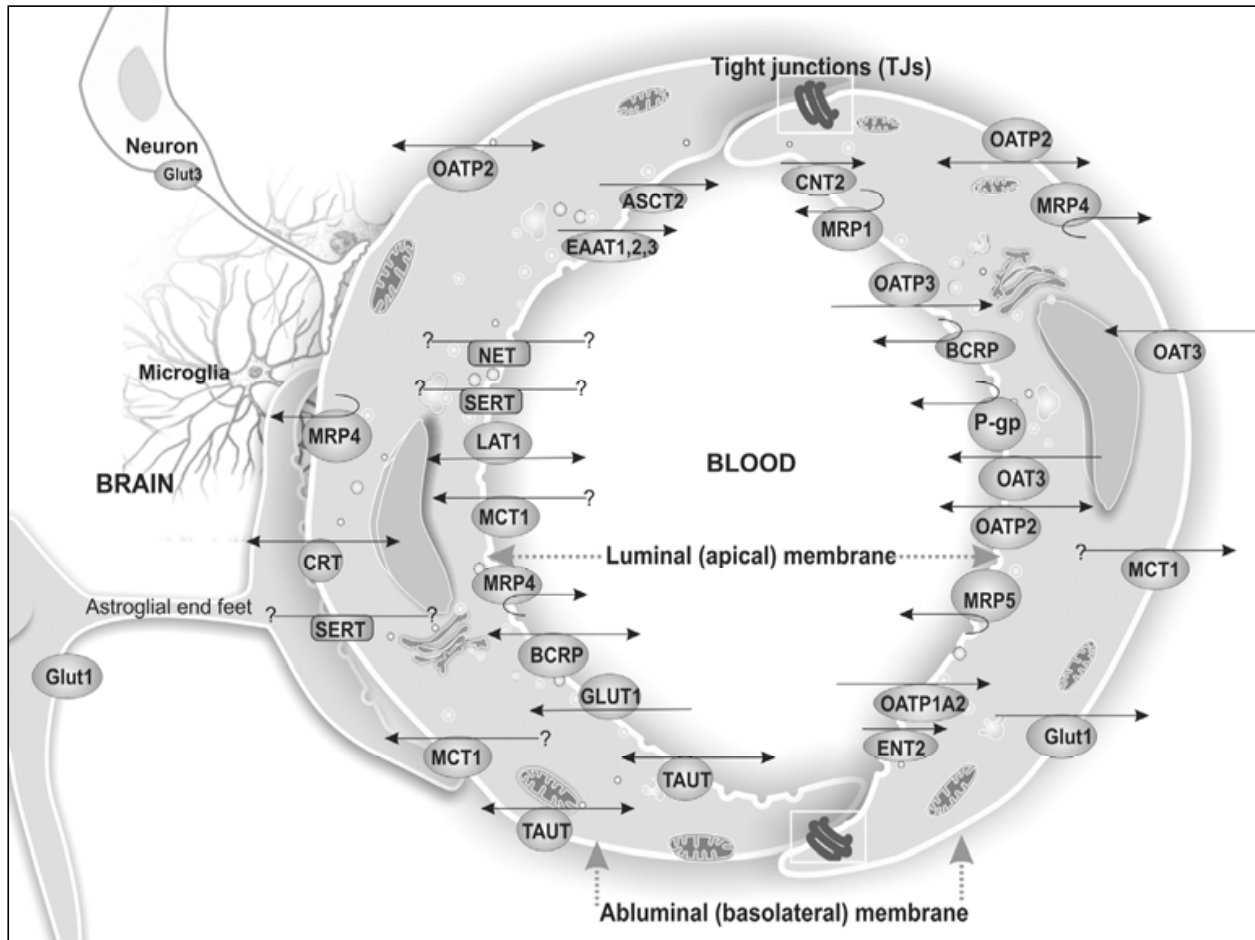 Tight junctions (TJs)
Neuron
Glut3
OATP2
ASCT2
EAAT1,2,3
CNT2
MRP1
OATP2
MRP4
OATP3
BCRP
OAT3
? NET ?
Microglia
? SERT ?
MRP4
LAT1
P-gp
BRAIN
BLOOD
OAT3
MCT1 ?
OATP2
CRT
Luminal (apical) membrane
? MCT1
MRP4
MRP5
Astroglial end feet
? SERT ?
BCRP
Glut1
GLUT1
OATP1A2
Glut1
ENT2
MCT1 ?
TAUT
TAUT
Abluminal (basolateral) membrane